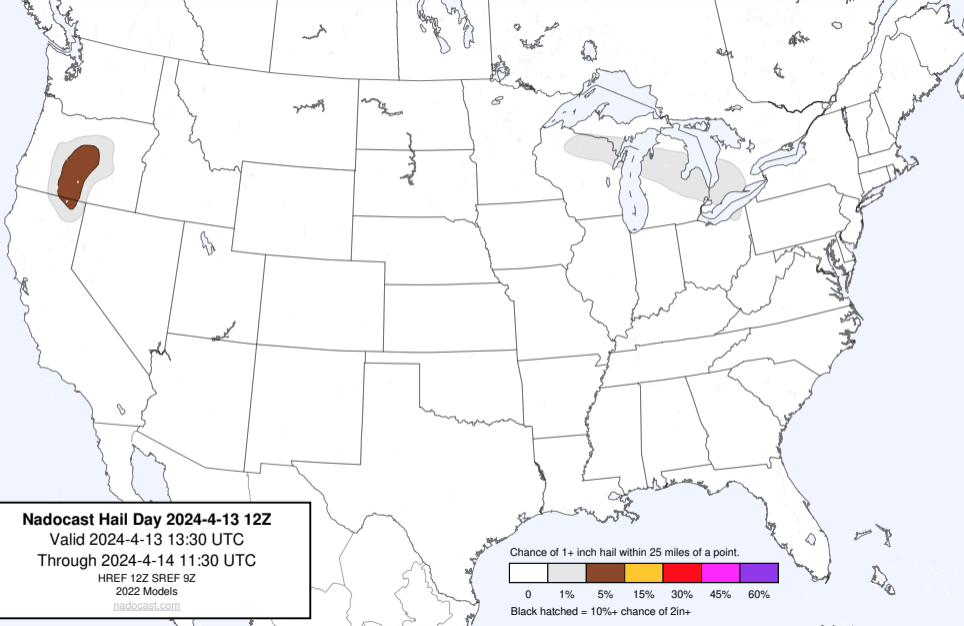 Nadocast Hail Day 2024-4-13 12Z
Valid 2024-4-13 13:30 UTC
Through 2024-4-14 11:30 UTC
HREF 12Z SREF 9Z
2022 Models
nadocast.com
Chance of 1+ inch hail within 25 miles of a point.
0 1% 5% 15% 30% 45% 60%
Black hatched = 10%+ chance of 2in+